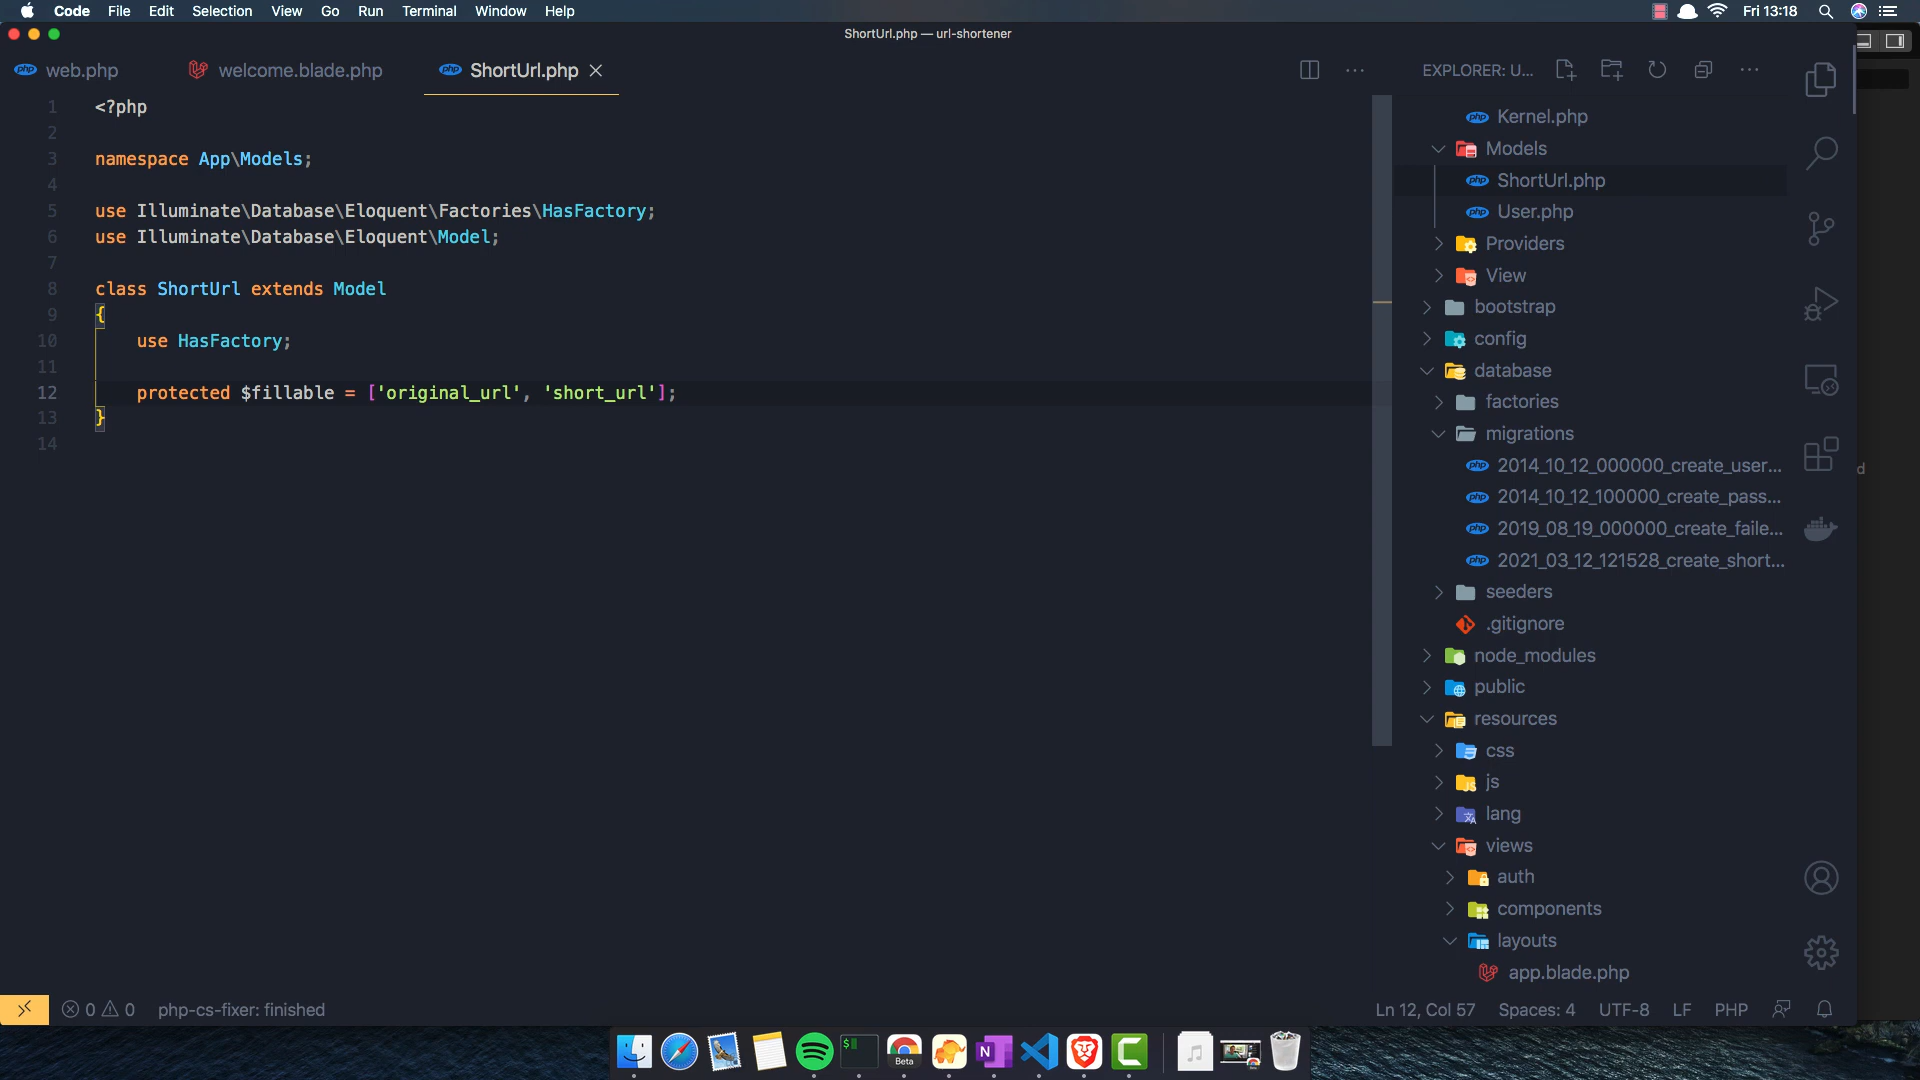 Code File Edit Selection View Go Run Terminal Window Help
Fri 13:18
ShortUrl.php — url-shortener
web.php welcome.blade.php ShortUrl.php
EXPLORER: U...
1 <?php
2
3 namespace App\Models;
4
5 use Illuminate\Database\Eloquent\Factories\HasFactory;
6 use Illuminate\Database\Eloquent\Model;
7
8 class ShortUrl extends Model
9 {
10 use HasFactory;
11
12 protected $fillable = ['original_url', 'short_url'];
13 }
14
Kernel.php
Models
ShortUrl.php
User.php
Providers
View
bootstrap
config
database
factories
migrations
2014_10_12_000000_create_user...
2014_10_12_100000_create_pass...
2019_08_19_000000_create_faile...
2021_03_12_121528_create_short...
seeders
.gitignore
node_modules
public
resources
css
js
lang
views
auth
components
layouts
app.blade.php
d
0 0 php-cs-fixer: finished
Ln 12, Col 57 Spaces: 4 UTF-8 LF PHP
$
Beta
N